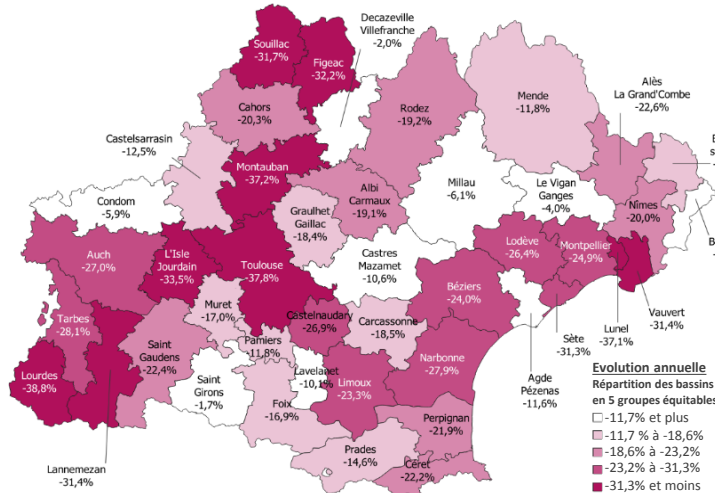 Decazeville
Villefranche
-2,0%
Souillac
-31,7%
Figeac
-32,2%
Alès
La Grand'Combe
-22,6%
Mende
-11,8%
Cahors
-20,3%
Rodez
-19,2%
Castelsarrasin
-12,5%
Montauban
-37,2%
Albi
Carmaux
-19,1%
Millau
-6,1%
Le Vigan
Ganges
-4,0%
Condom
-5,9%
Nîmes
-20,0%
Graulhet
Gaillac
-18,4%
Auch
-27,0%
L'Isle
Jourdain
-33,5%
Toulouse
-37,8%
Castres
Mazamet
-10,6%
Lodève
-26,4%
Montpellier
-24,9%
Béziers
-24,0%
Muret
-17,0%
Castelnaudary
-26,9%
Carcassonne
-18,5%
Tarbes
-28,1%
Vauvert
-31,4%
Lunel
-37,1%
Sète
-31,3%
Saint
Gaudens
-22,4%
Pamiers
-11,8%
Narbonne
-27,9%
Agde
Pézenas
-11,6%
Lourdes
-38,8%
Saint
Girons
-1,7%
Lavelanet
-10,1%
Limoux
-23,3%
Foix
-16,9%
Perpignan
-21,9%
Lannemezan
-31,4%
Prades
-14,6%
Céret
-22,2%
Evolution annuelle
Répartition des bassins
en 5 groupes équitables
-11,7% et plus
-11,7 % à -18,6%
-18,6% à -23,2%
-23,2% à -31,3%
-31,3% et moins